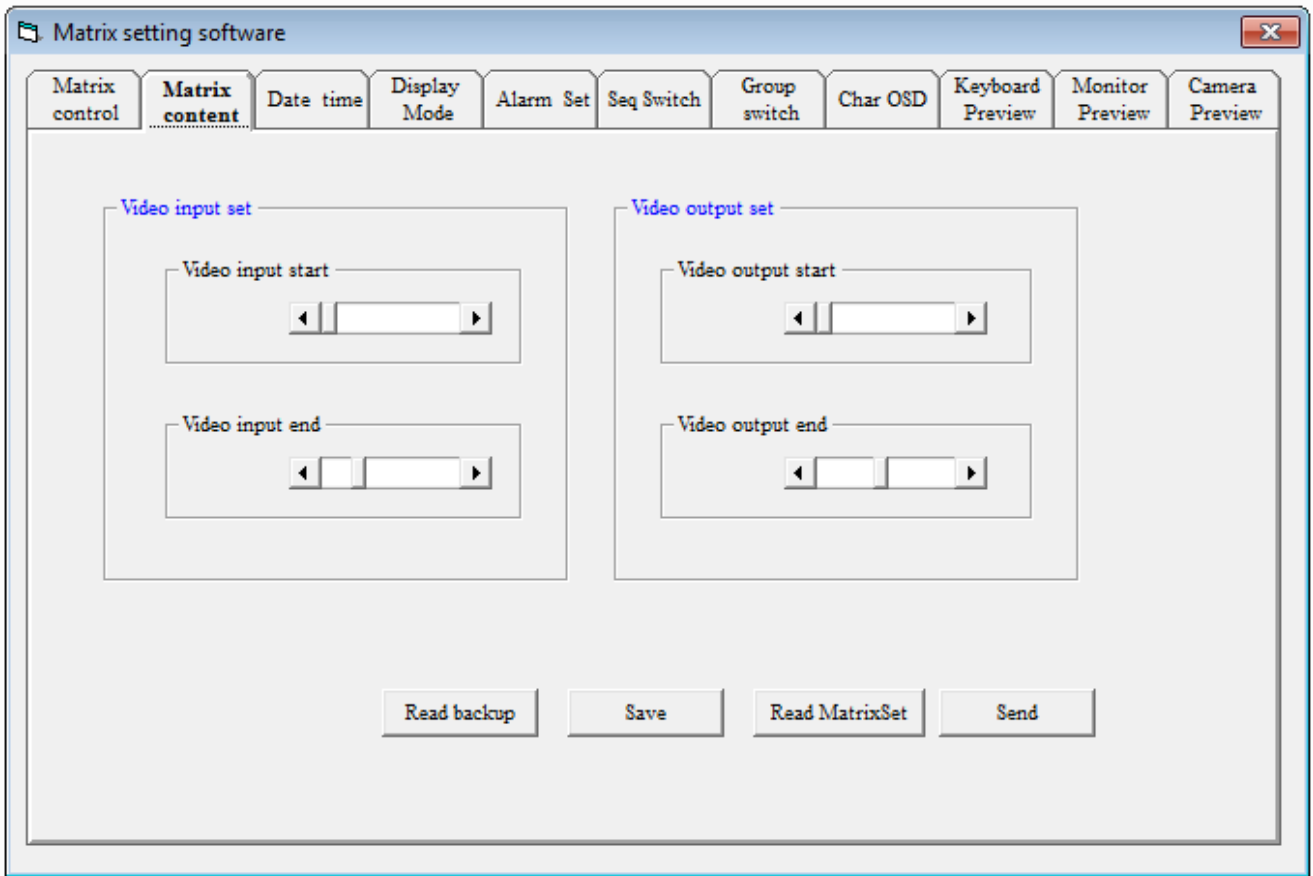 Matrix setting software
Matrix control
Matrix content
Date time
Display Mode
Alarm Set
Seq Switch
Group switch
Char OSD
Keyboard Preview
Monitor Preview
Camera Preview
Video input set
Video output set
Video input start
Video output start
Video input end
Video output end
Read backup
Save
Read MatrixSet
Send